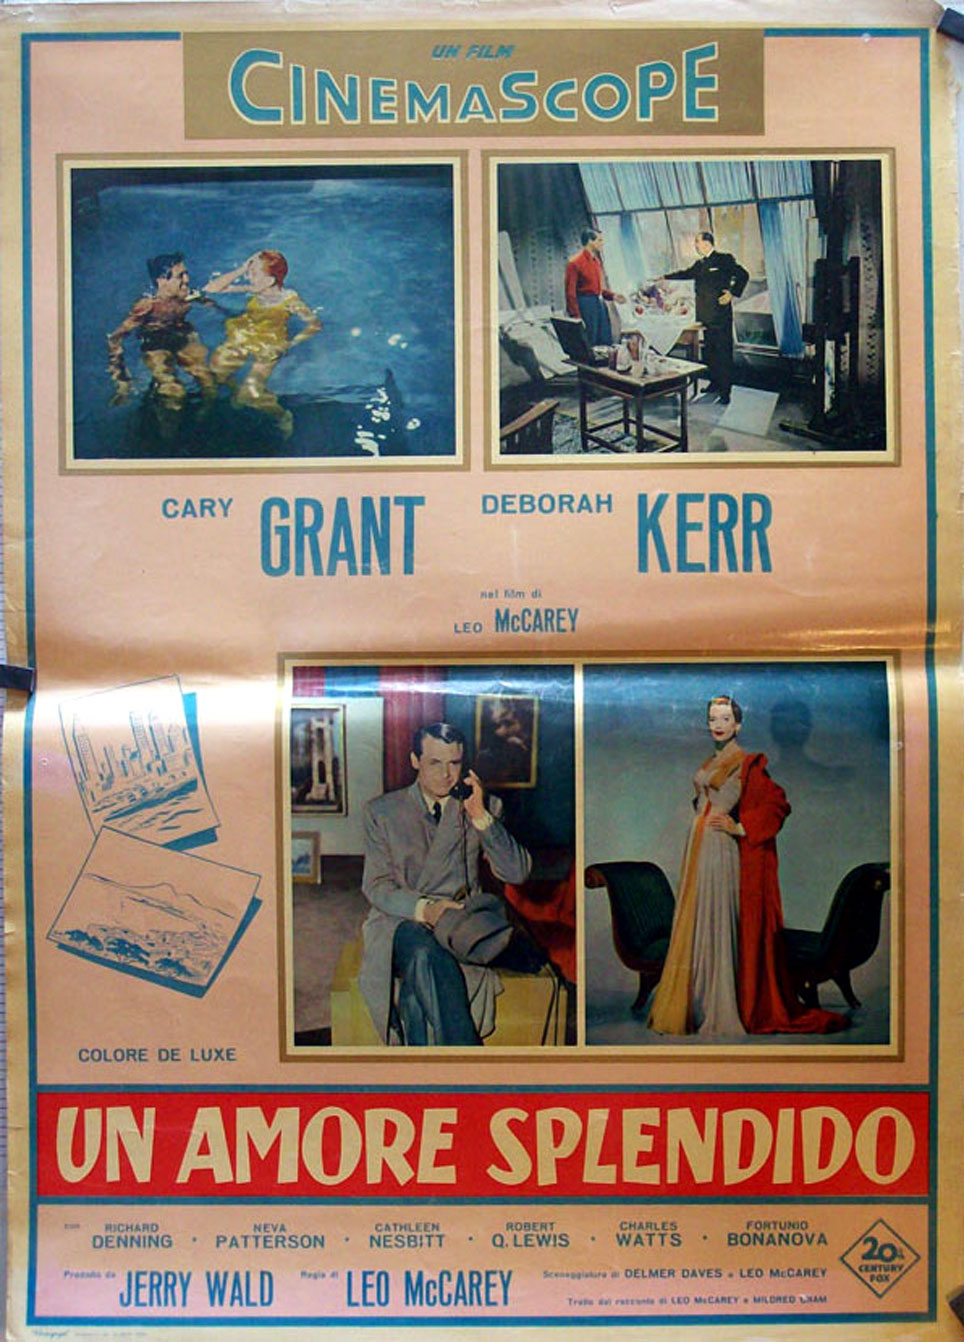 UN FILM
CINEMASCOPE
CARY GRANT DEBORAH KERR
nel film di
LEO McCAREY
COLORE DE LUXE
UN AMORE SPLENDIDO
con RICHARD DENNING • NEVA PATTERSON • CATHLEEN NESBITT • ROBERT Q. LEWIS • CHARLES WATTS • FORTUNIO BONANOVA
Prodotto da JERRY WALD Regia di LEO McCAREY Sceneggiatura di DELMER DAVES e LEO McCAREY
Tratto dal racconto di LEO McCAREY e MILDRED CRAM
20th CENTURY FOX